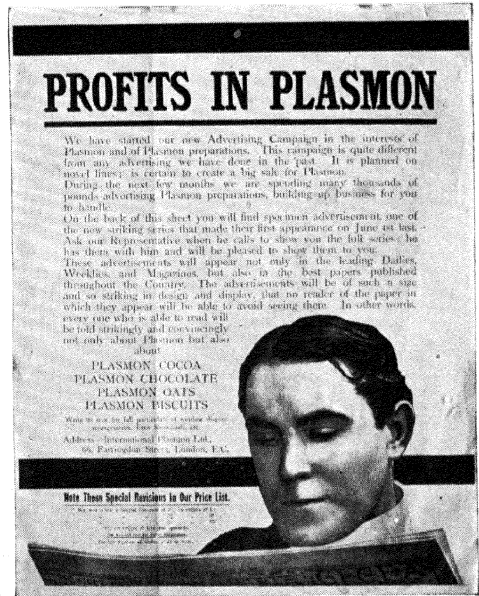 PROFITS IN PLASMON
We have started our new Advertising Campaign in the interests of
Plasmon and of Plasmon preparations. This campaign is quite different
from any advertising we have done in the past. It is planned on
novel lines; is certain to create a big sale for Plasmon.
During the next few months we are spending many thousands of
pounds advertising Plasmon preparations, building up business for you
to handle.
On the back of this sheet you will find specimen advertisement, one of
the new striking series that made their first appearance on June 1st last.
Ask our Representative when he calls to show you the full series; he
has them with him and will be pleased to show them to you.
These advertisements will appear not only in the leading Dailies,
Weeklies, and Magazines, but also in the best papers published
throughout the Country. The advertisements will be of such a size
and so striking in design and display, that no reader of the paper in
which they appear will be able to avoid seeing them. In other words,
every one who is able to read will
be told strikingly and convincingly
not only about Plasmon but also
about
PLASMON COCOA
PLASMON CHOCOLATE
PLASMON OATS
PLASMON BISCUITS
Write us now for full particulars of window display
Address—International Plasmon Ltd.,
66, Farringdon Street, London, E.C.
Note These Special Revisions in Our Price List.